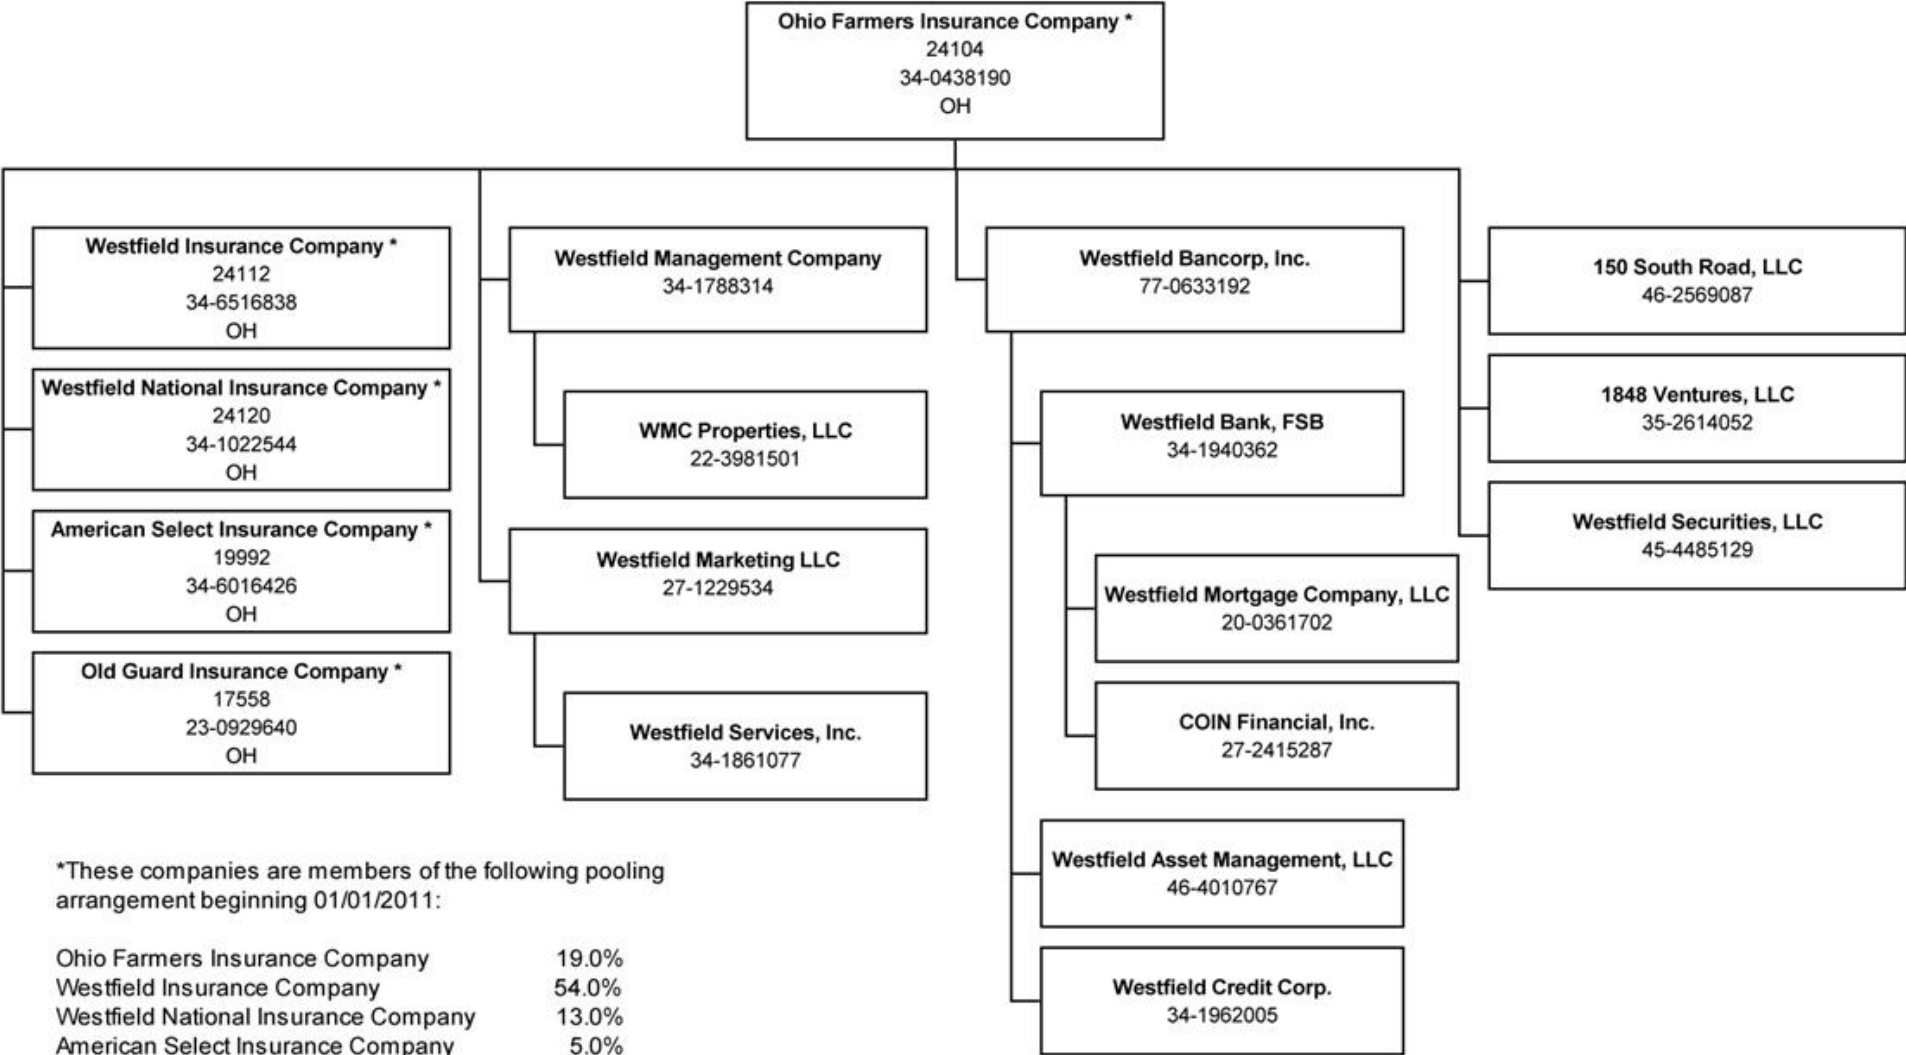 Ohio Farmers Insurance Company *
24104
34-0438190
OH
Westfield Insurance Company *
24112
34-6516838
OH
Westfield National Insurance Company *
24120
34-1022544
OH
American Select Insurance Company *
19992
34-6016426
OH
Old Guard Insurance Company *
17558
23-0929640
OH
Westfield Management Company
34-1788314
WMC Properties, LLC
22-3981501
Westfield Marketing LLC
27-1229534
Westfield Services, Inc.
34-1861077
Westfield Bancorp, Inc.
77-0633192
Westfield Bank, FSB
34-1940362
Westfield Mortgage Company, LLC
20-0361702
COIN Financial, Inc.
27-2415287
Westfield Asset Management, LLC
46-4010767
Westfield Credit Corp.
34-1962005
150 South Road, LLC
46-2569087
1848 Ventures, LLC
35-2614052
Westfield Securities, LLC
45-4485129
*These companies are members of the following pooling
arrangement beginning 01/01/2011:
Ohio Farmers Insurance Company 19.0%
Westfield Insurance Company 54.0%
Westfield National Insurance Company 13.0%
American Select Insurance Company 5.0%